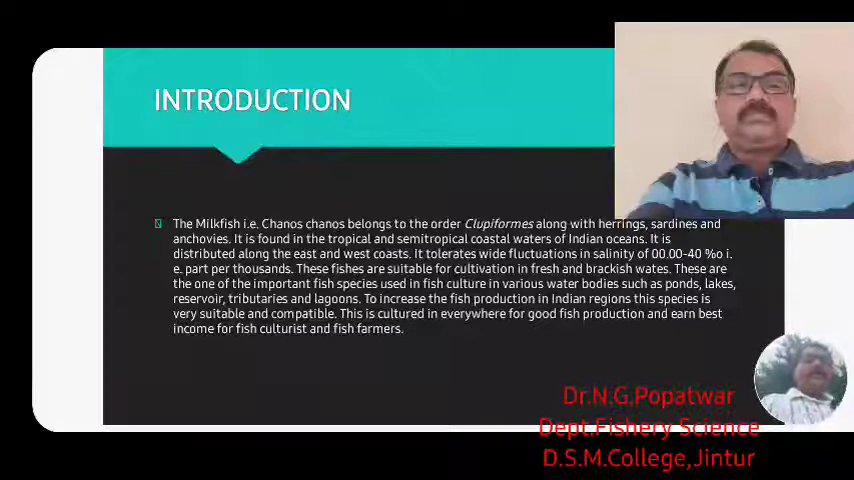 INTRODUCTION
The Milkfish i.e. Chanos chanos belongs to the order Clupiformes along with herrings, sardines and
anchovies. It is found in the tropical and semitropical coastal waters of Indian oceans. It is
distributed along the east and west coasts. It tolerates wide fluctuations in salinity of 00.00-40 ‰ i.
e. part per thousands. These fishes are suitable for cultivation in fresh and brackish wates. These are
the one of the important fish species used in fish culture in various water bodies such as ponds, lakes,
reservoir, tributaries and lagoons. To increase the fish production in Indian regions this species is
very suitable and compatible. This is cultured in everywhere for good fish production and earn best
income for fish culturist and fish farmers.
Dr.N.G.Popatwar
Dept.Fishery Science
D.S.M.College,Jintur